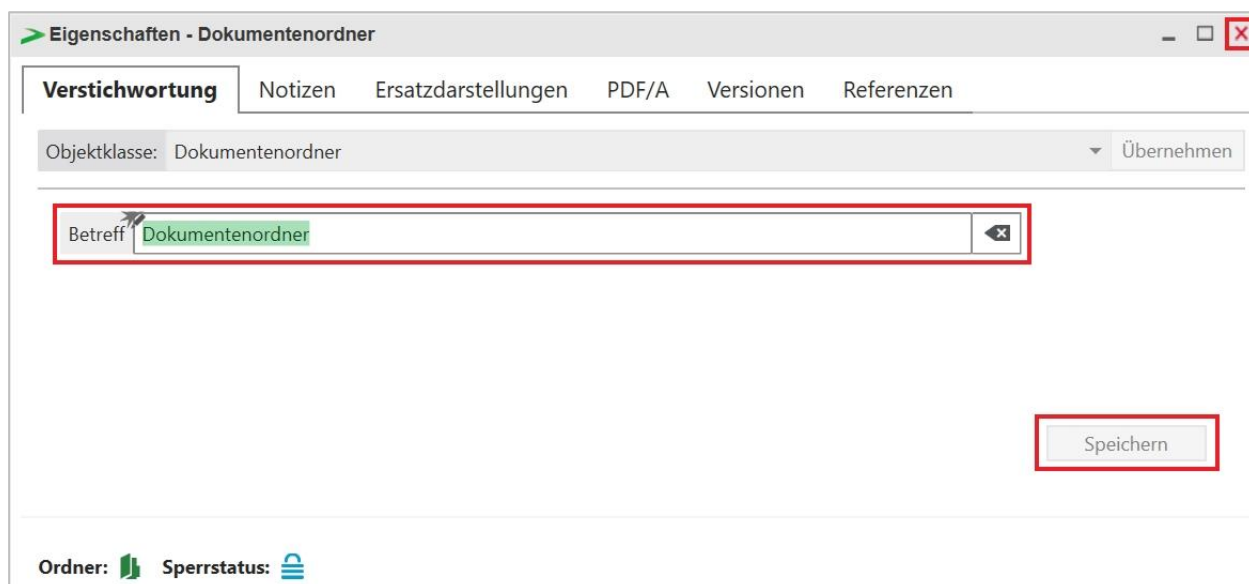 Eigenschaften - Dokumentenordner
Verstichwortung Notizen Ersatzdarstellungen PDF/A Versionen Referenzen
Objektklasse: Dokumentenordner Übernehmen
Betreff Dokumentenordner
Speichern
Ordner: Sperrstatus: